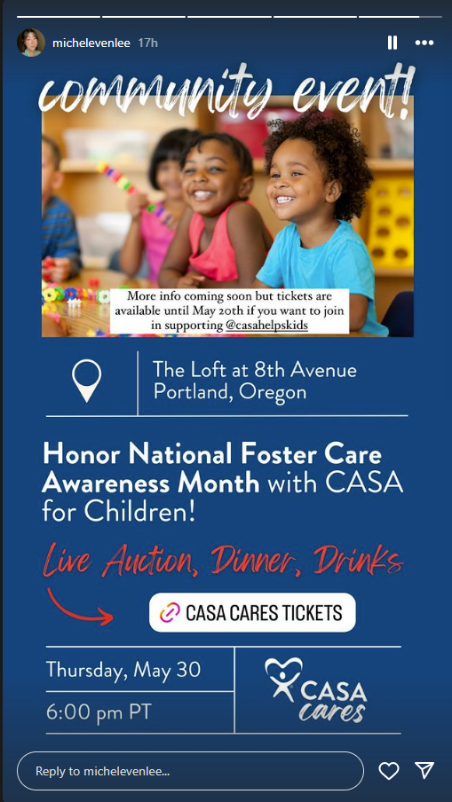 michelevenlee 17h
community event!
More info coming soon but tickets are
available until May 20th if you want to join
in supporting @casahelpskids
The Loft at 8th Avenue
Portland, Oregon
Honor National Foster Care
Awareness Month with CASA
for Children!
Live Auction, Dinner, Drinks
CASA CARES TICKETS
Thursday, May 30
6:00 pm PT
CASA
cares
Reply to michelevenlee...